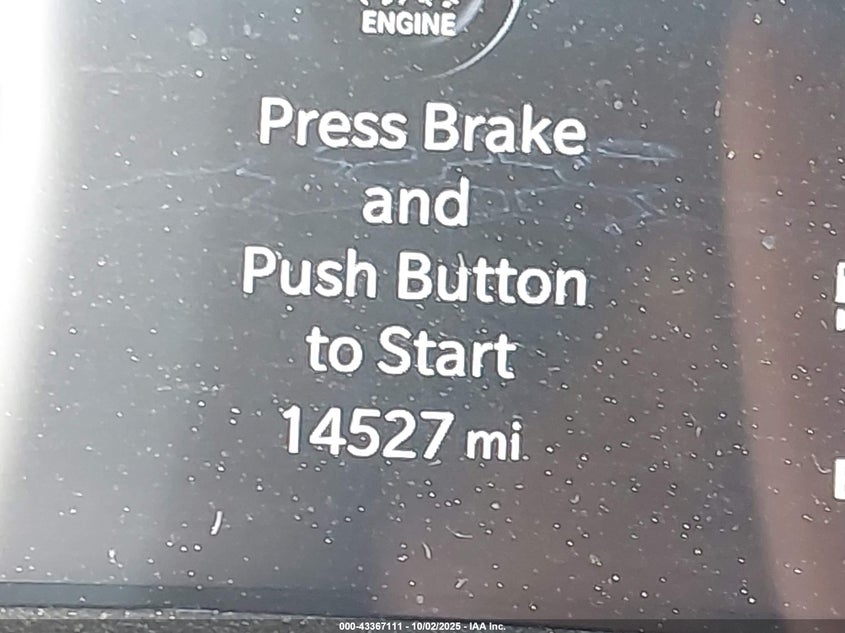 ENGINE
Press Brake
and
Push Button
to Start
14527 mi
000-43367111 - 10/02/2025 - IAA Inc.